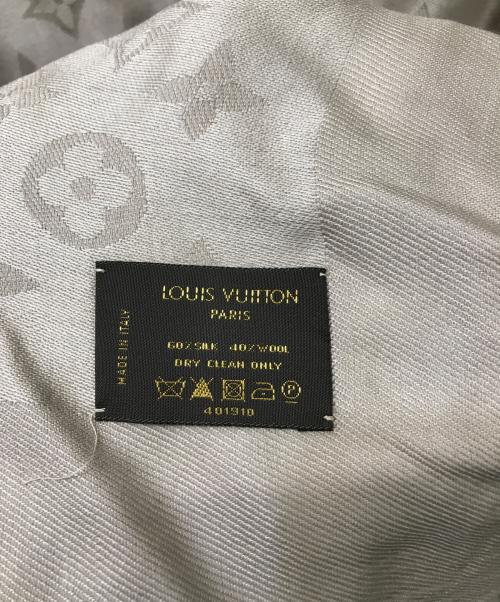 LOUIS VUITTON
PARIS
60%SILK 40%WOOL
DRY CLEAN ONLY
P
401910
MADE IN ITALY